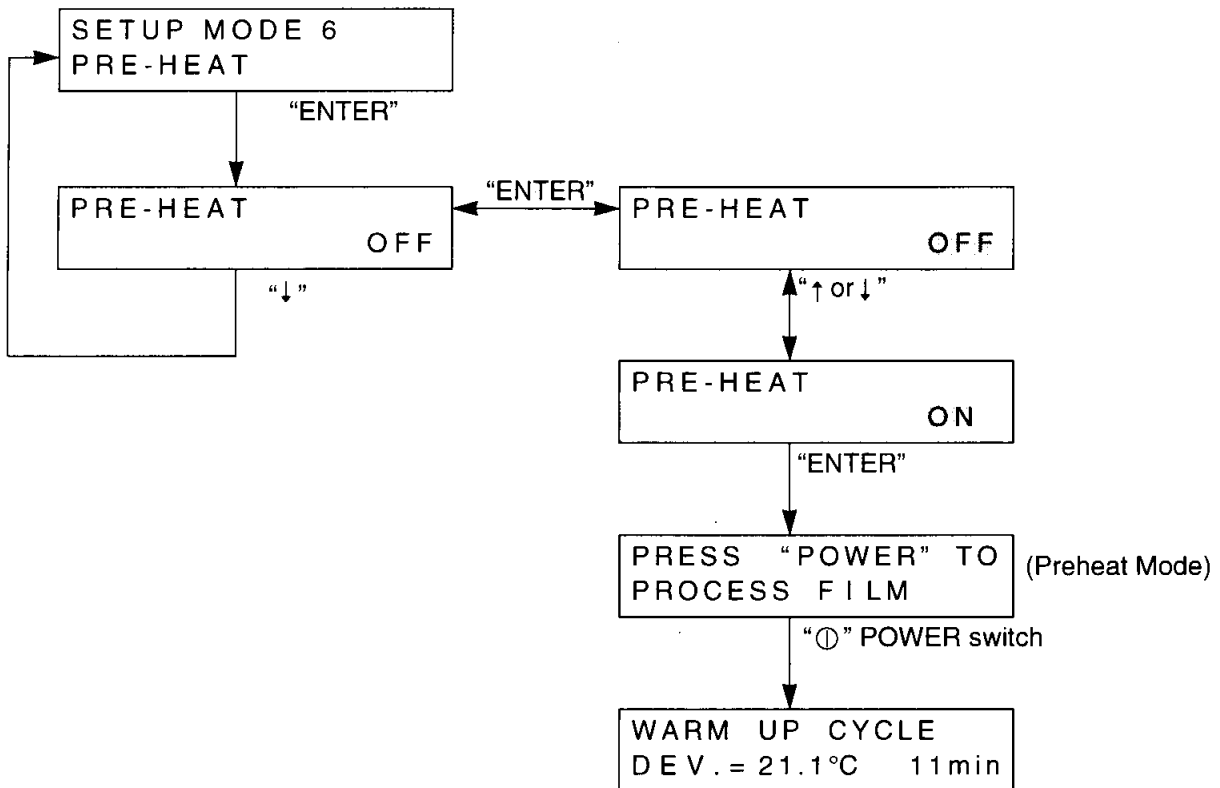 SETUP MODE 6
PRE-HEAT
“ENTER”
PRE-HEAT
OFF
“↓”
“ENTER”
PRE-HEAT
OFF
“↑ or ↓”
PRE-HEAT
ON
“ENTER”
PRESS “POWER” TO
PROCESS FILM
(Preheat Mode)
“⏼” POWER switch
WARM UP CYCLE
DEV.= 21.1°C 11min